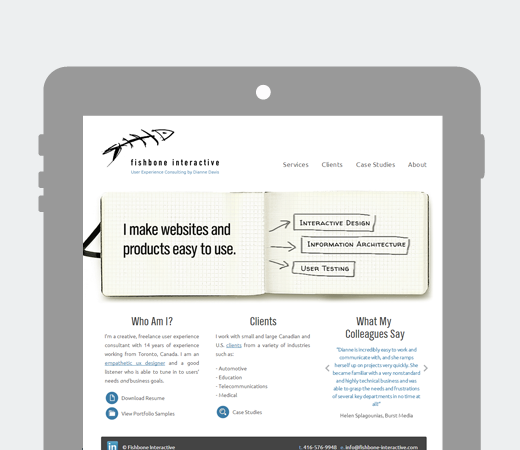 fishbone interactive
User Experience Consulting by Dianne Davis
Services Clients Case Studies About
I make websites and
products easy to use.
INTERACTIVE DESIGN
INFORMATION ARCHITECTURE
USER TESTING
Who Am I?
I'm a creative, freelance user experience
consultant with 14 years of experience
working from Toronto, Canada. I am an
empathetic ux designer and a good
listener who is able to tune in to users'
needs and business goals.
Download Resume
View Portfolio Samples
Clients
I work with small and large Canadian and
U.S. clients from a variety of industries
such as:
- Automotive
- Education
- Telecommunications
- Medical
Case Studies
What My
Colleagues Say
"Dianne is incredibly easy to work and
communicate with, and she ramps
herself up on projects very quickly. She
became familiar with a very nonstandard
and highly technical business and was
able to grasp the needs and frustrations
of several key departments in no time at
all!"
Helen Splagounias, Burst Media
in © Fishbone Interactive t. 416-576-9948 e. info@fishbone-interactive.com